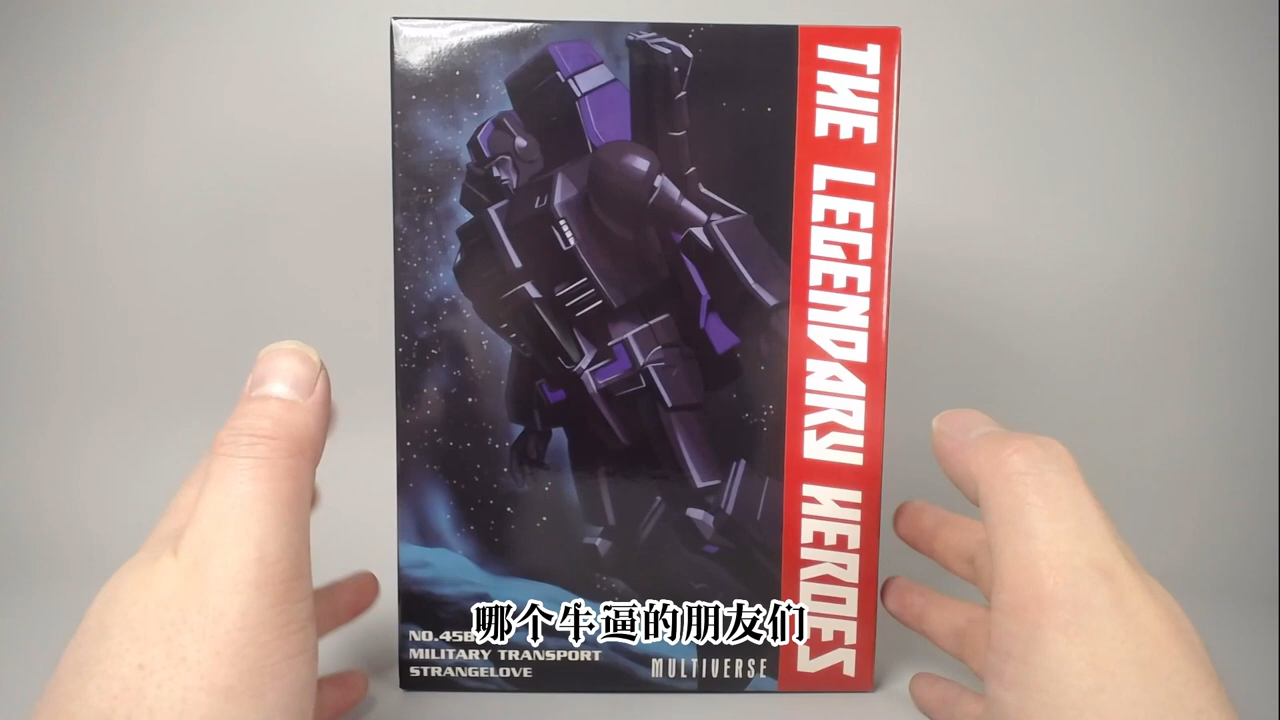 THE LEGENDARY HEROES
哪个牛逼的朋友们
NO.45B
MILITARY TRANSPORT
STRANGELOVE
MULTIVERSE